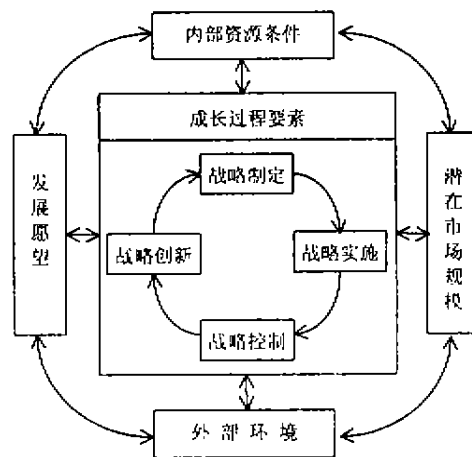 内部资源条件
成长过程要素
战略制定
发展愿望
潜在市场规模
战略创新
战略实施
战略控制
外部环境